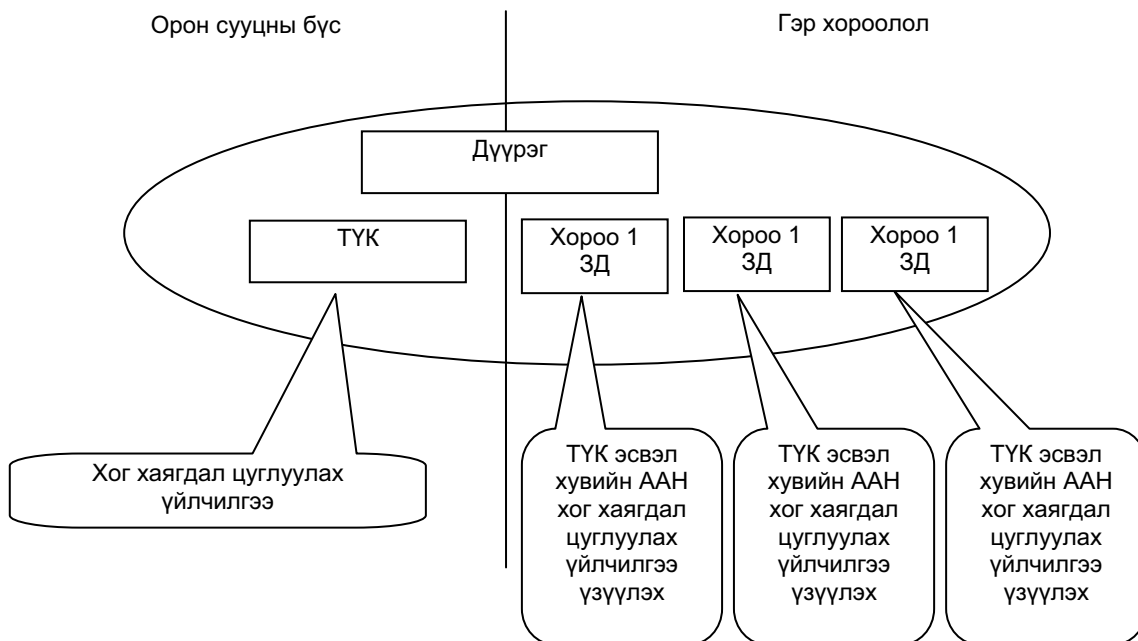 Орон сууцны бүс
Гэр хороолол
Дүүрэг
ТҮК
Хороо 1
ЗД
Хороо 1
ЗД
Хороо 1
ЗД
Хог хаягдал цуглуулах
үйлчилгээ
ТҮК эсвэл
хувийн ААН
хог хаягдал
цуглуулах
үйлчилгээ
үзүүлэх
ТҮК эсвэл
хувийн ААН
хог хаягдал
цуглуулах
үйлчилгээ
үзүүлэх
ТҮК эсвэл
хувийн ААН
хог хаягдал
цуглуулах
үйлчилгээ
үзүүлэх